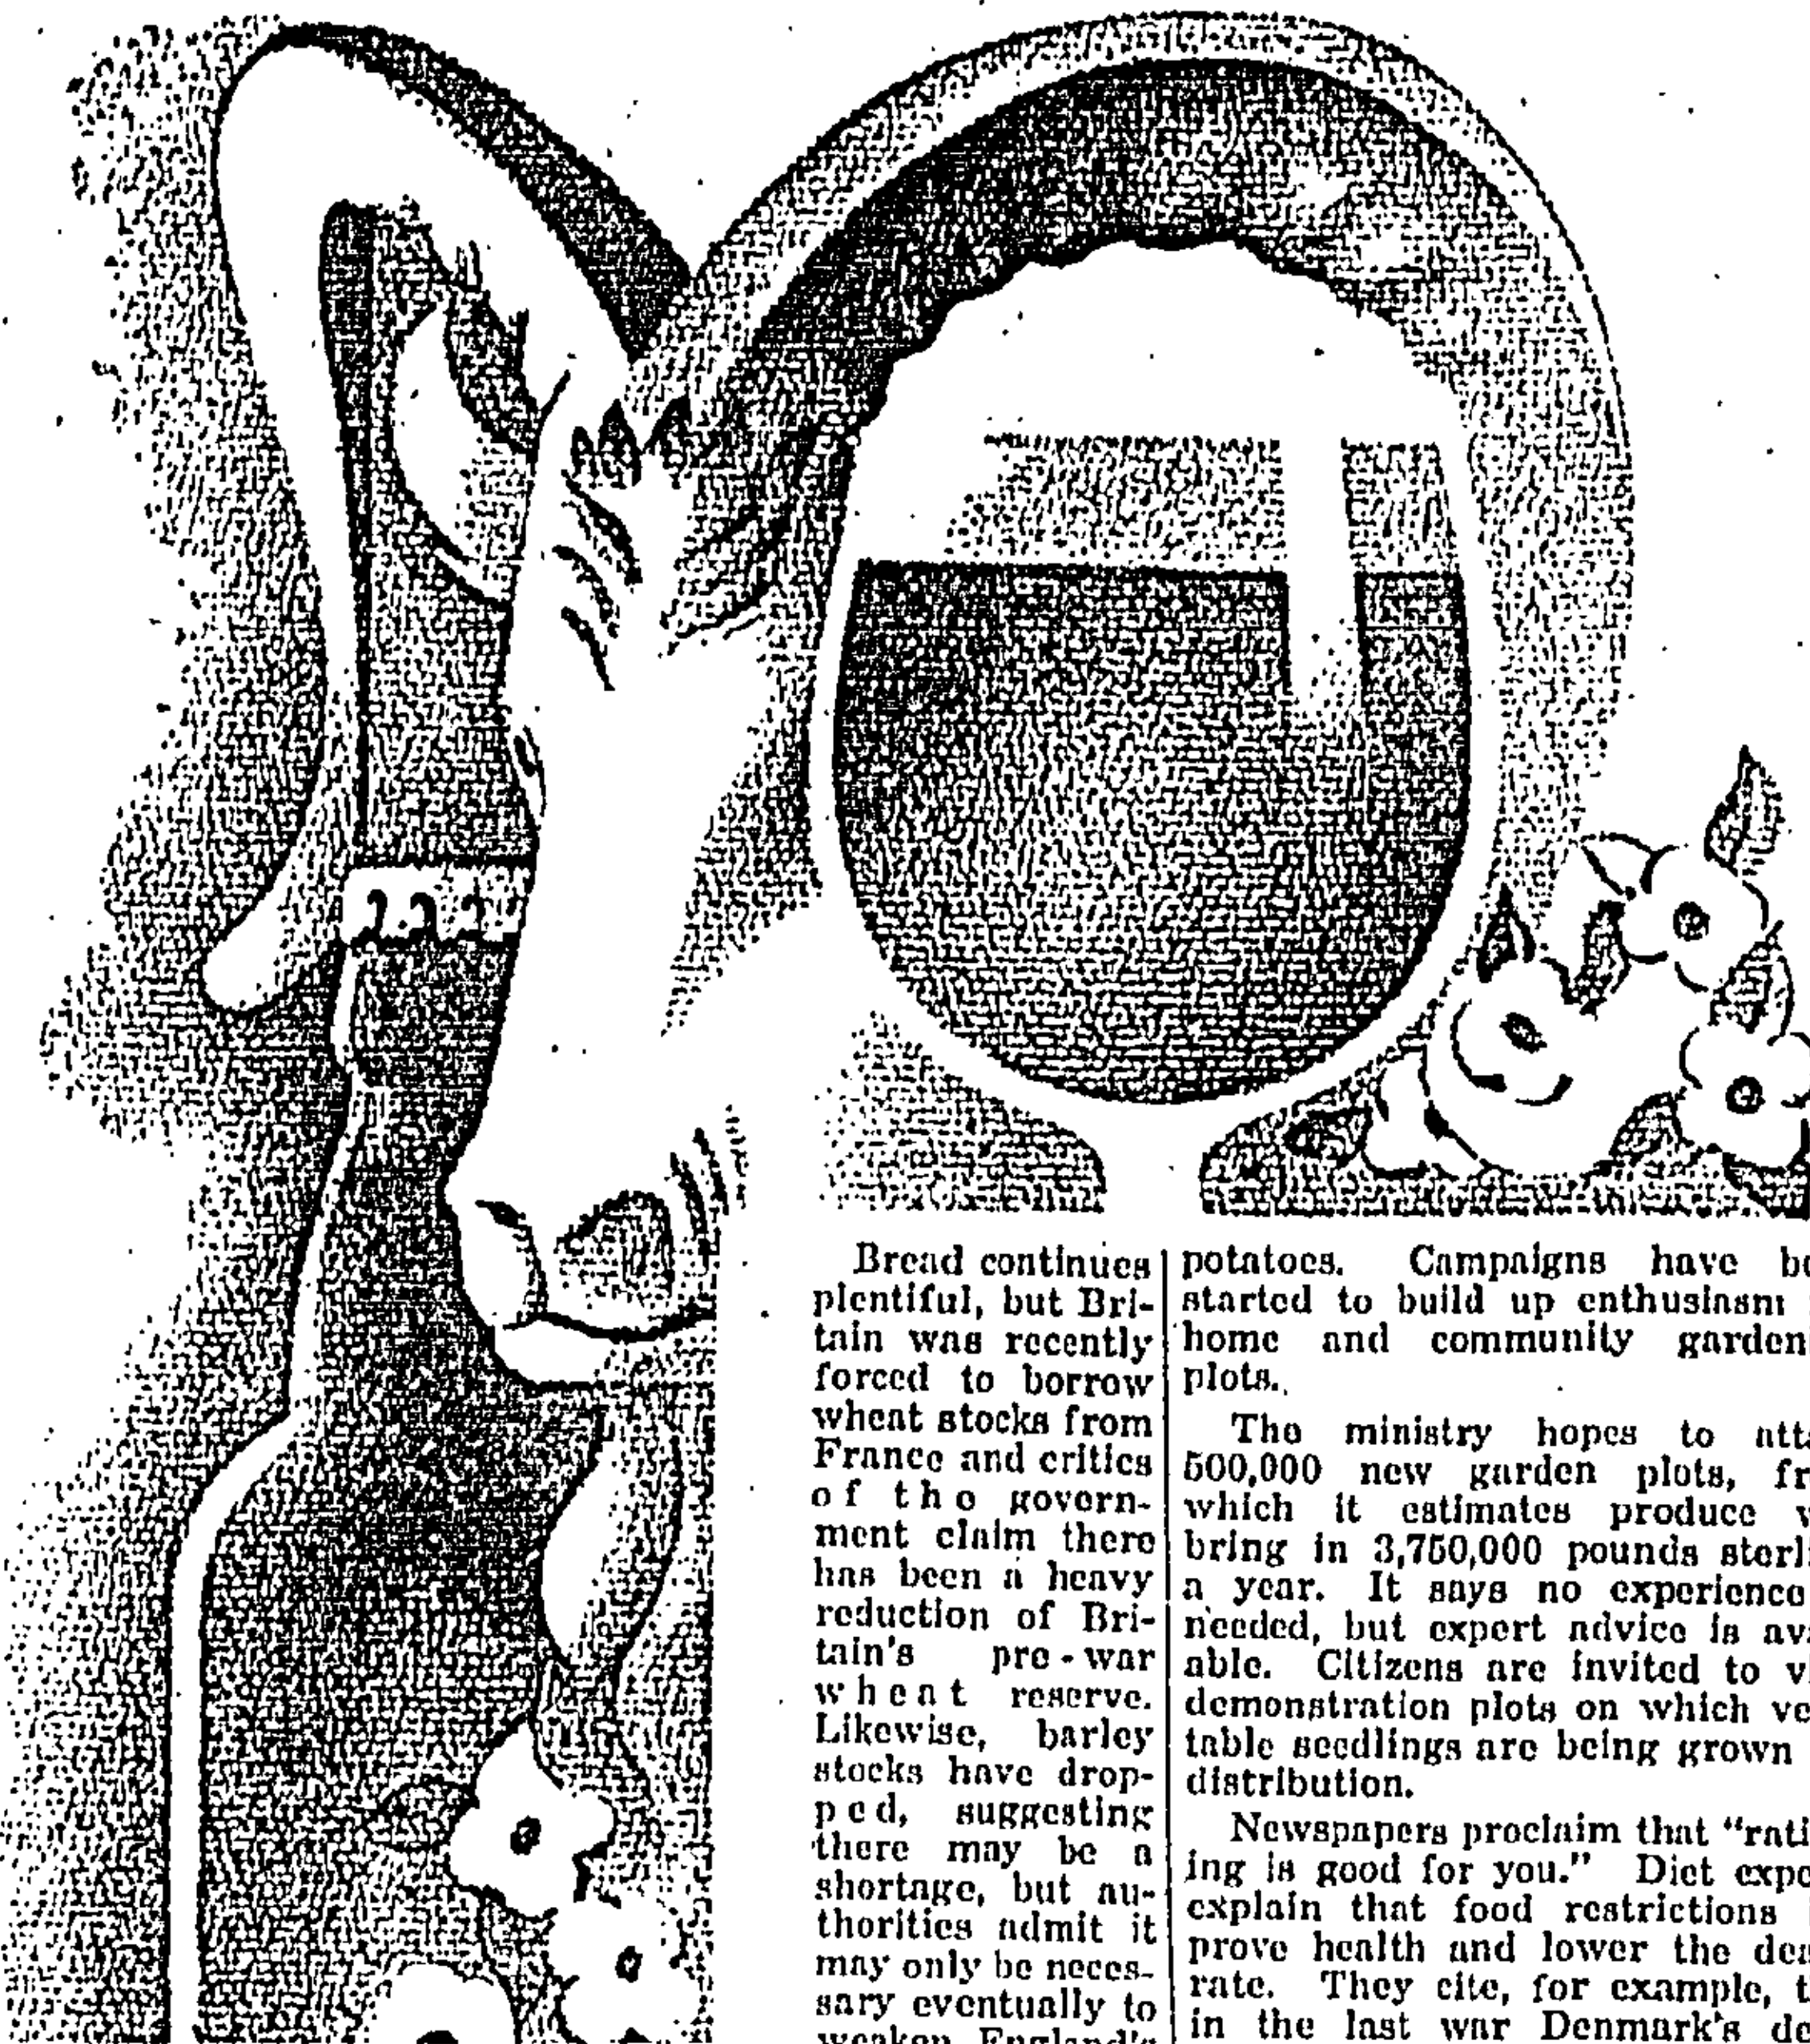 Bread continues
plentiful, but Bri-
tain was recently
forced to borrow
wheat stocks from
France and critics
of the govern-
ment claim there
has been a heavy
reduction of Bri-
tain's pre-war
wheat reserve.
Likewise, barley
stocks have drop-
ped, suggesting
there may be a
shortage, but au-
thorities admit it
may only be neces-
sary eventually to
weaken England's
potatoes. Campaigns have
started to build up enthusiasm
home and community
plots.
The ministry hopes to
500,000 new garden plots,
which it estimates produce
bring in 3,750,000 pounds
a year. It says no experience
needed, but expert advice is
able. Citizens are invited to
demonstration plots on which
table seedlings are being grown
distribution.
Newspapers proclaim that "rati
ing is good for you." Diet
explain that food restrictions
prove health and lower the
rate. They cite, for example,
in the last war Denmark's